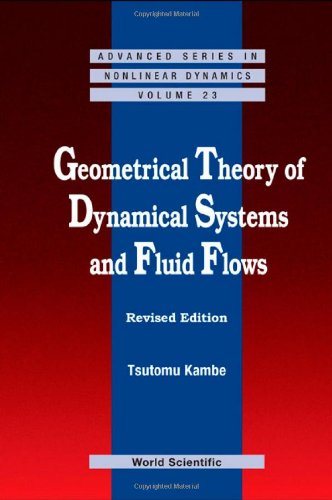 ADVANCED SERIES IN
NONLINEAR DYNAMICS
VOLUME 23
Geometrical Theory of
Dynamical Systems
and Fluid Flows
Revised Edition
Tsutomu Kambe
World Scientific